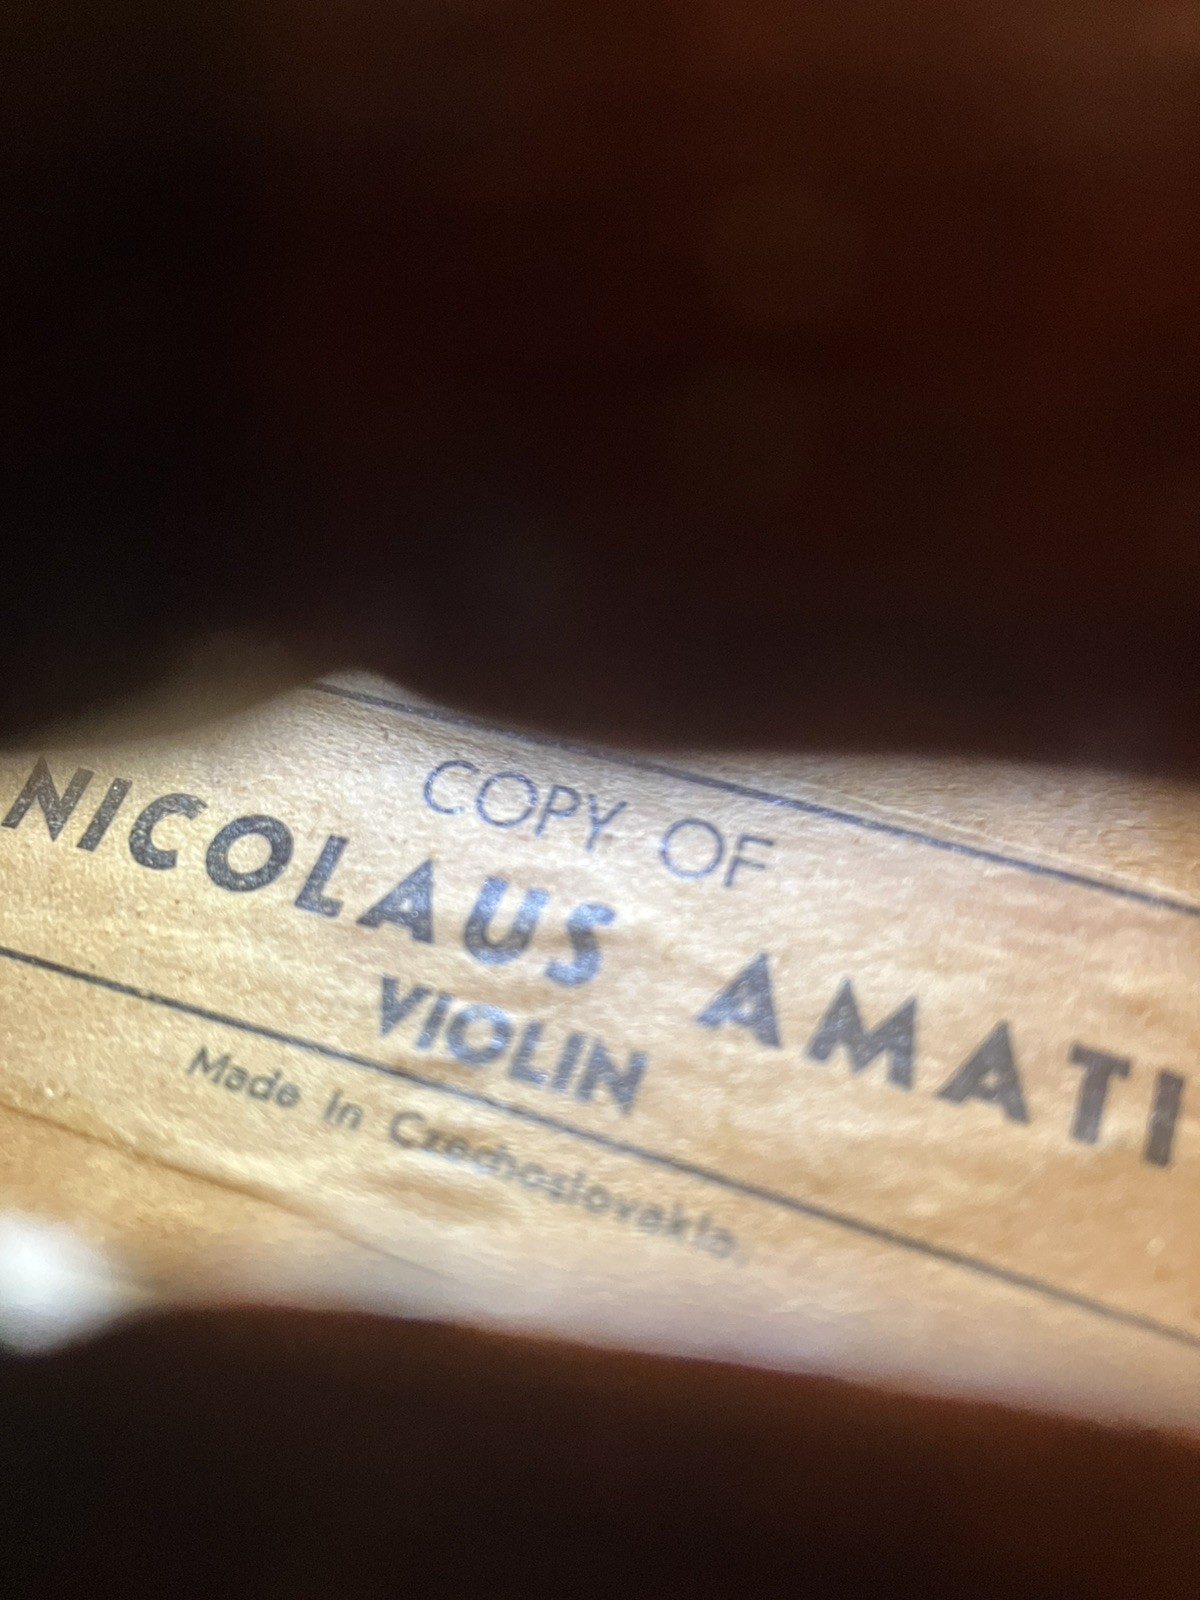 COPY OF
NICOLAUS AMATI
VIOLIN
Made in Czechoslovakia.